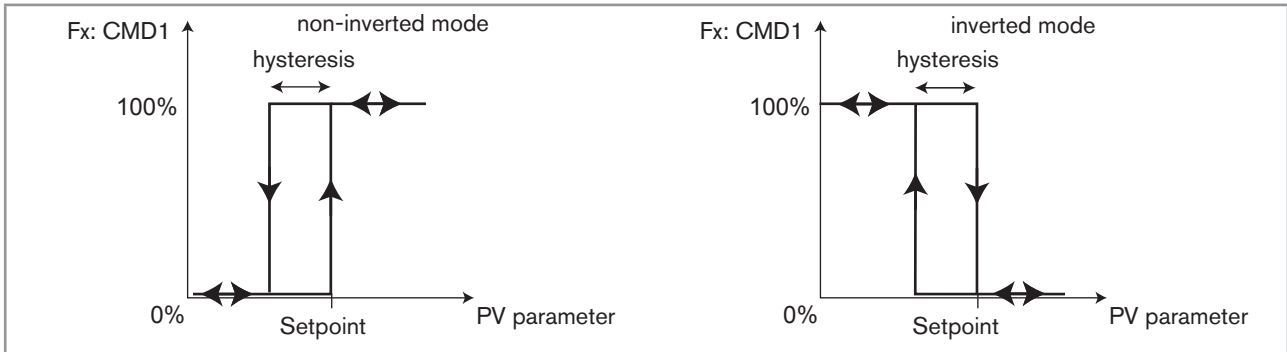 non-inverted mode
Fx: CMD1
hysteresis
100%
0%
Setpoint
PV parameter
inverted mode
Fx: CMD1
hysteresis
100%
0%
Setpoint
PV parameter